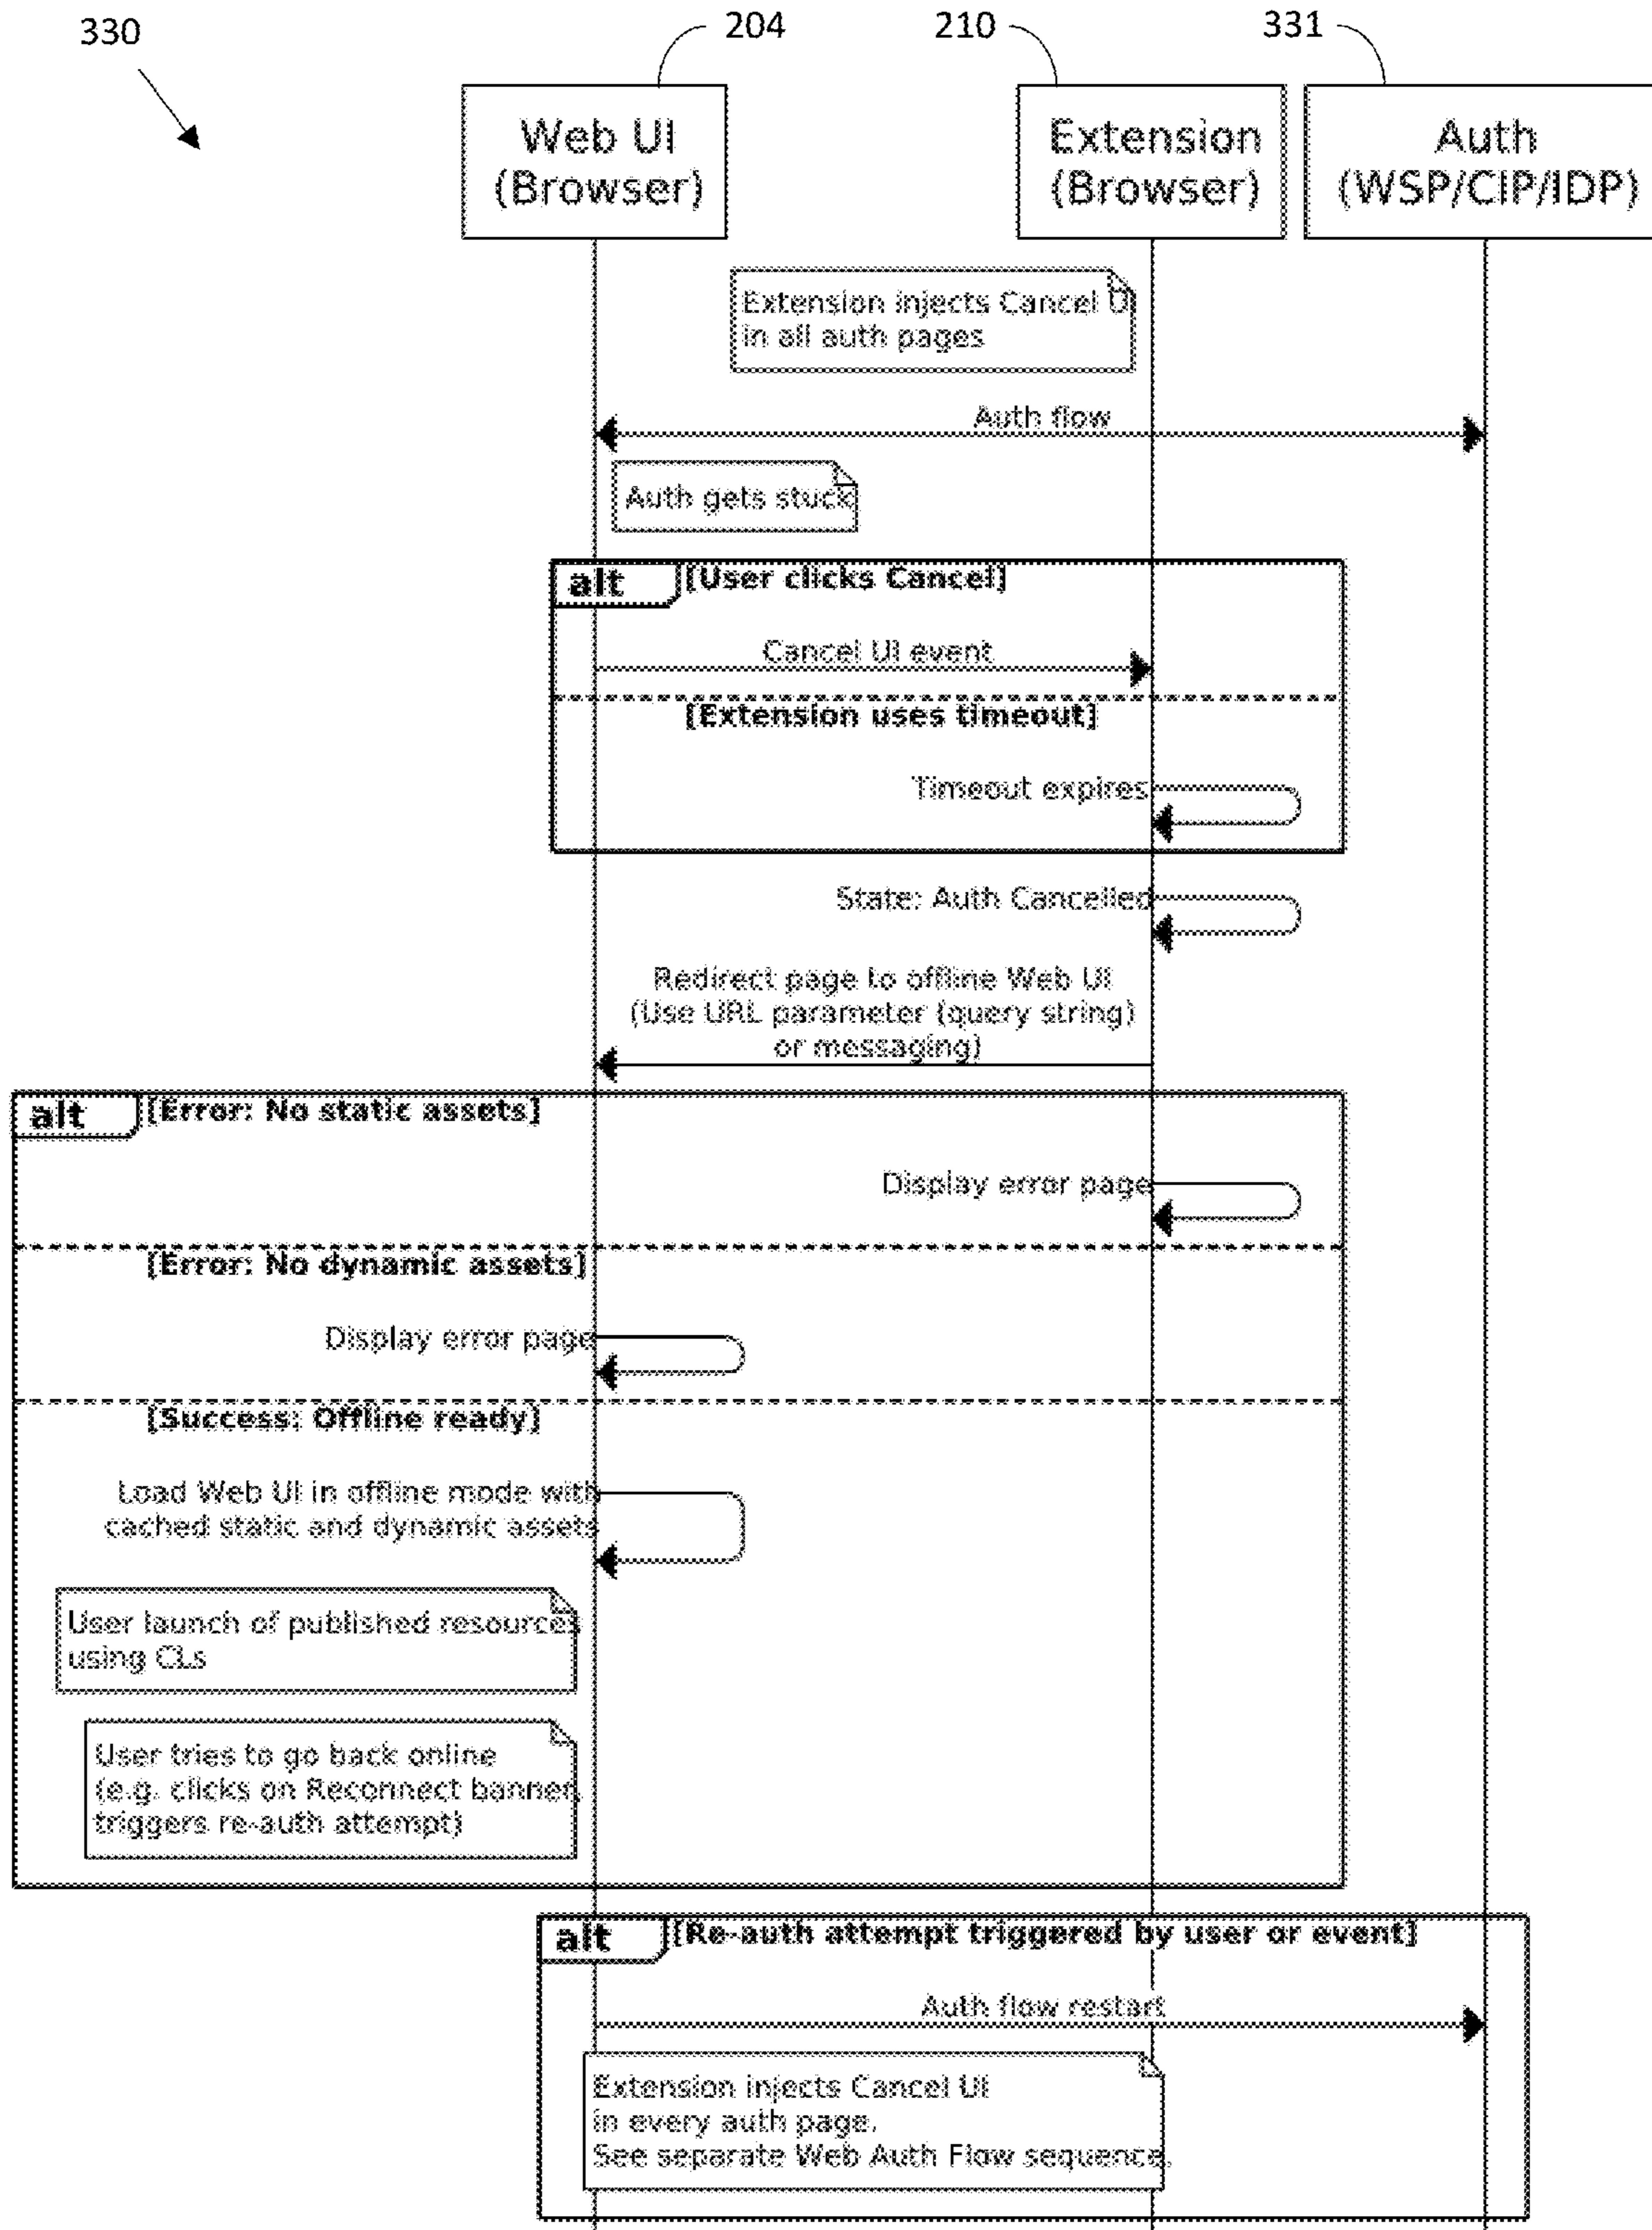 330
204
210
331
Web UI
(Browser)
Extension
(Browser)
Auth
(WSP/CIP/IDP)
Extension injects Cancel UI
in all auth pages
Auth flow
Auth gets stuck
alt
[User clicks Cancel]
Cancel UI event
[Extension uses timeout]
Timeout expires
State: Auth Cancelled
Redirect page to offline Web UI
(Use URL parameter (query string)
or messaging)
alt
[Error: No static assets]
Display error page
[Error: No dynamic assets]
Display error page
[Success: Offline ready]
Load Web UI in offline mode with
cached static and dynamic assets
User launch of published resources
using CLs
User tries to go back online
(e.g. clicks on Reconnect banner,
triggers re-auth attempt)
alt
[Re-auth attempt triggered by user or event]
Auth flow restart
Extension injects Cancel UI
in every auth page.
See separate Web Auth Flow sequence.